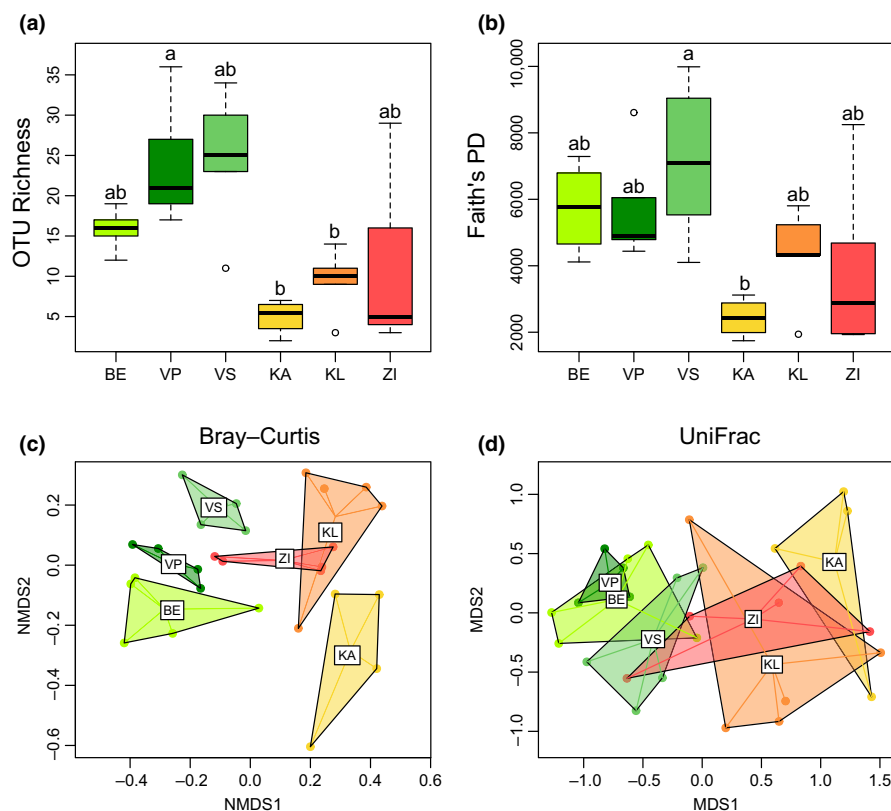 (a)
OTU Richness
5 10 15 20 25 30 35
ab a ab b b ab
BE VP VS KA KL ZI
(b)
Faith's PD
2000 4000 6000 8000 10,000
ab ab a b ab ab
BE VP VS KA KL ZI
(c)
Bray–Curtis
NMDS2
−0.6 −0.4 −0.2 0.0 0.2
VS
KL
ZI
VP
BE
KA
−0.4 −0.2 0.0 0.2 0.4 0.6
NMDS1
(d)
UniFrac
MDS2
−1.0 −0.5 0.0 0.5 1.0
KA
VP
BE
ZI
VS
KL
−1.0 −0.5 0.0 0.5 1.0 1.5
MDS1